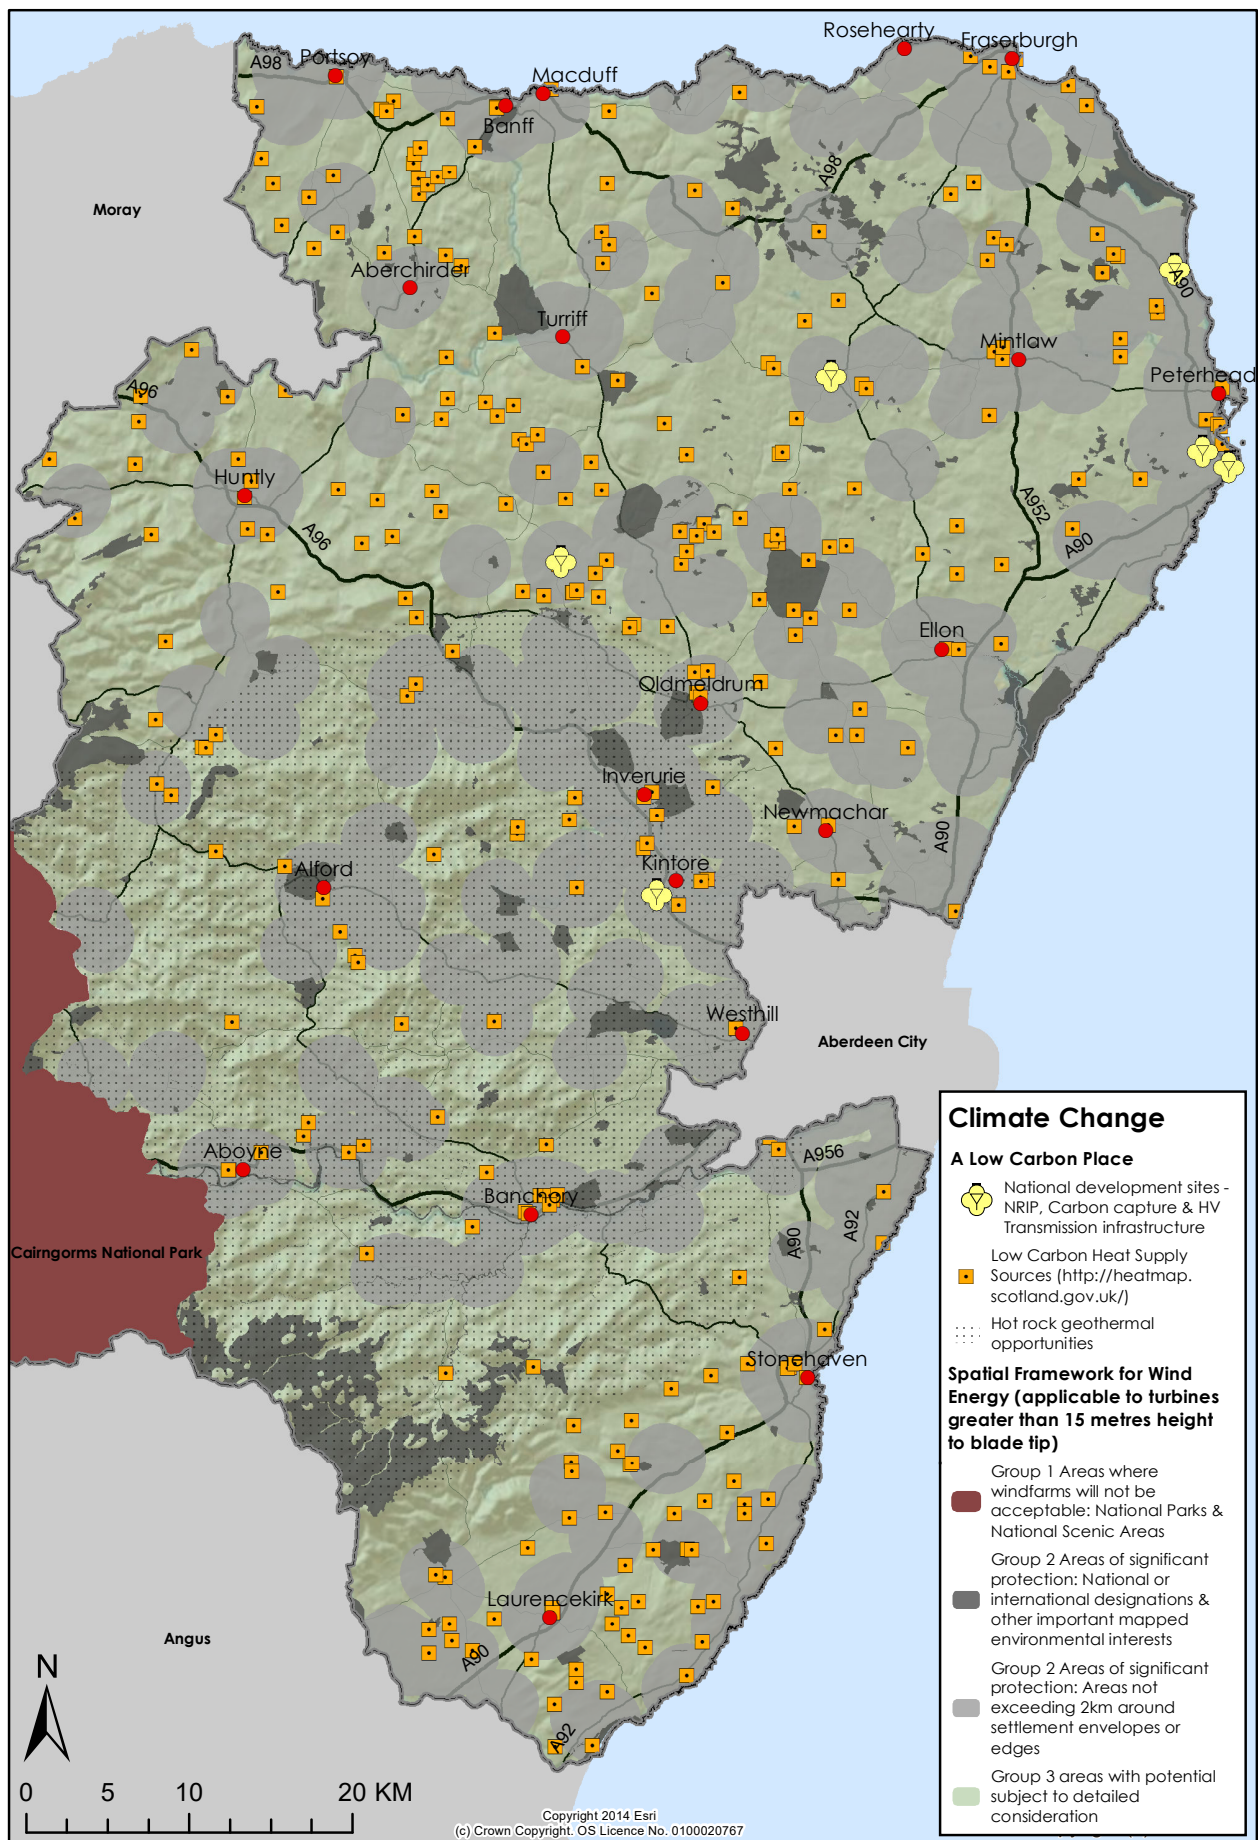 Rosehearty
Fraserburgh
A98
Portsoy
Macduff
Banff
A98
Moray
Aberchirder
A90
Turriff
Mintlaw
A96
Peterhead
Huntly
A952
A96
A90
Ellon
Oldmeldrum
Inverurie
Newmachar
A90
Kintore
Alford
Westhill
Aberdeen City
Aboyne
A956
Banchory
A90
A92
Cairngorms National Park
Stonehaven
Laurencekirk
Angus
A90
A92
N
0 5 10 20 KM
Copyright 2014 Esri
(c) Crown Copyright. OS Licence No. 0100020767
Climate Change
A Low Carbon Place
National development sites -
NRIP, Carbon capture & HV
Transmission infrastructure
Low Carbon Heat Supply
Sources (http://heatmap.
scotland.gov.uk/)
Hot rock geothermal
opportunities
Spatial Framework for Wind
Energy (applicable to turbines
greater than 15 metres height
to blade tip)
Group 1 Areas where
windfarms will not be
acceptable: National Parks &
National Scenic Areas
Group 2 Areas of significant
protection: National or
international designations &
other important mapped
environmental interests
Group 2 Areas of significant
protection: Areas not
exceeding 2km around
settlement envelopes or
edges
Group 3 areas with potential
subject to detailed
consideration